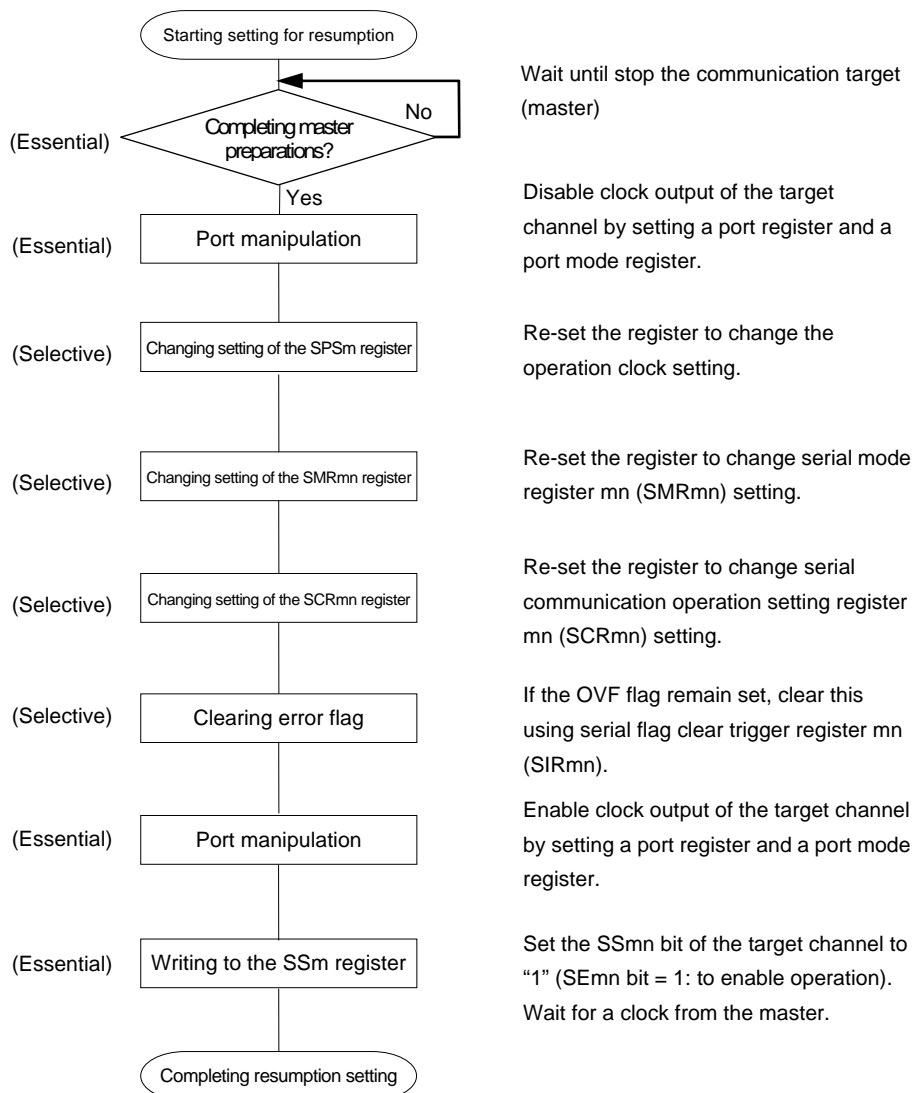 Starting setting for resumption
Wait until stop the communication target
(master)
No
(Essential)
Completing master
preparations?
Yes
Disable clock output of the target
channel by setting a port register and a
port mode register.
(Essential)
Port manipulation
(Selective)
Changing setting of the SPSm register
Re-set the register to change the
operation clock setting.
(Selective)
Changing setting of the SMRmn register
Re-set the register to change serial mode
register mn (SMRmn) setting.
(Selective)
Changing setting of the SCRmn register
Re-set the register to change serial
communication operation setting register
mn (SCRmn) setting.
(Selective)
Clearing error flag
If the OVF flag remain set, clear this
using serial flag clear trigger register mn
(SIRmn).
(Essential)
Port manipulation
Enable clock output of the target channel
by setting a port register and a port mode
register.
(Essential)
Writing to the SSm register
Set the SSmn bit of the target channel to
“1” (SEmn bit = 1: to enable operation).
Wait for a clock from the master.
Completing resumption setting